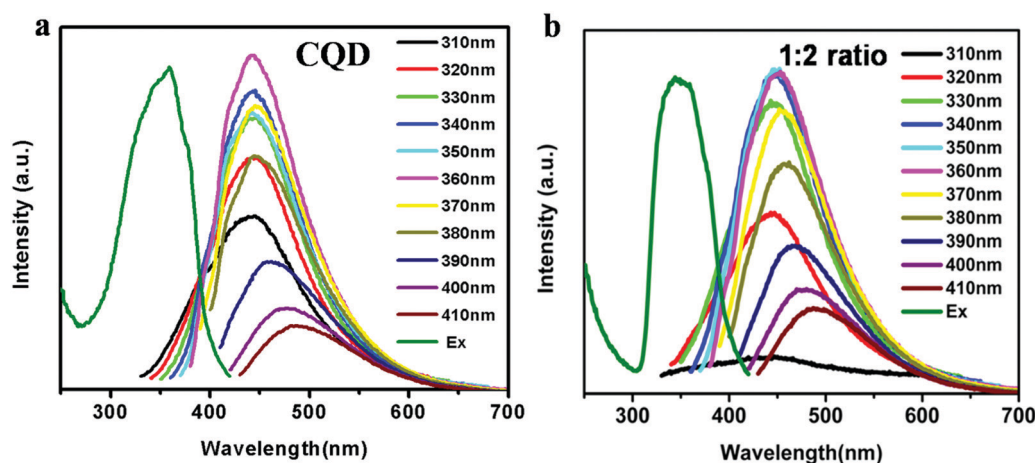 a
CQD
310nm
320nm
330nm
340nm
350nm
360nm
370nm
380nm
390nm
400nm
410nm
Ex
Intensity (a.u.)
300 400 500 600 700
Wavelength(nm)
b
1:2 ratio
310nm
320nm
330nm
340nm
350nm
360nm
370nm
380nm
390nm
400nm
410nm
Ex
Intensity (a.u.)
300 400 500 600 700
Wavelength(nm)